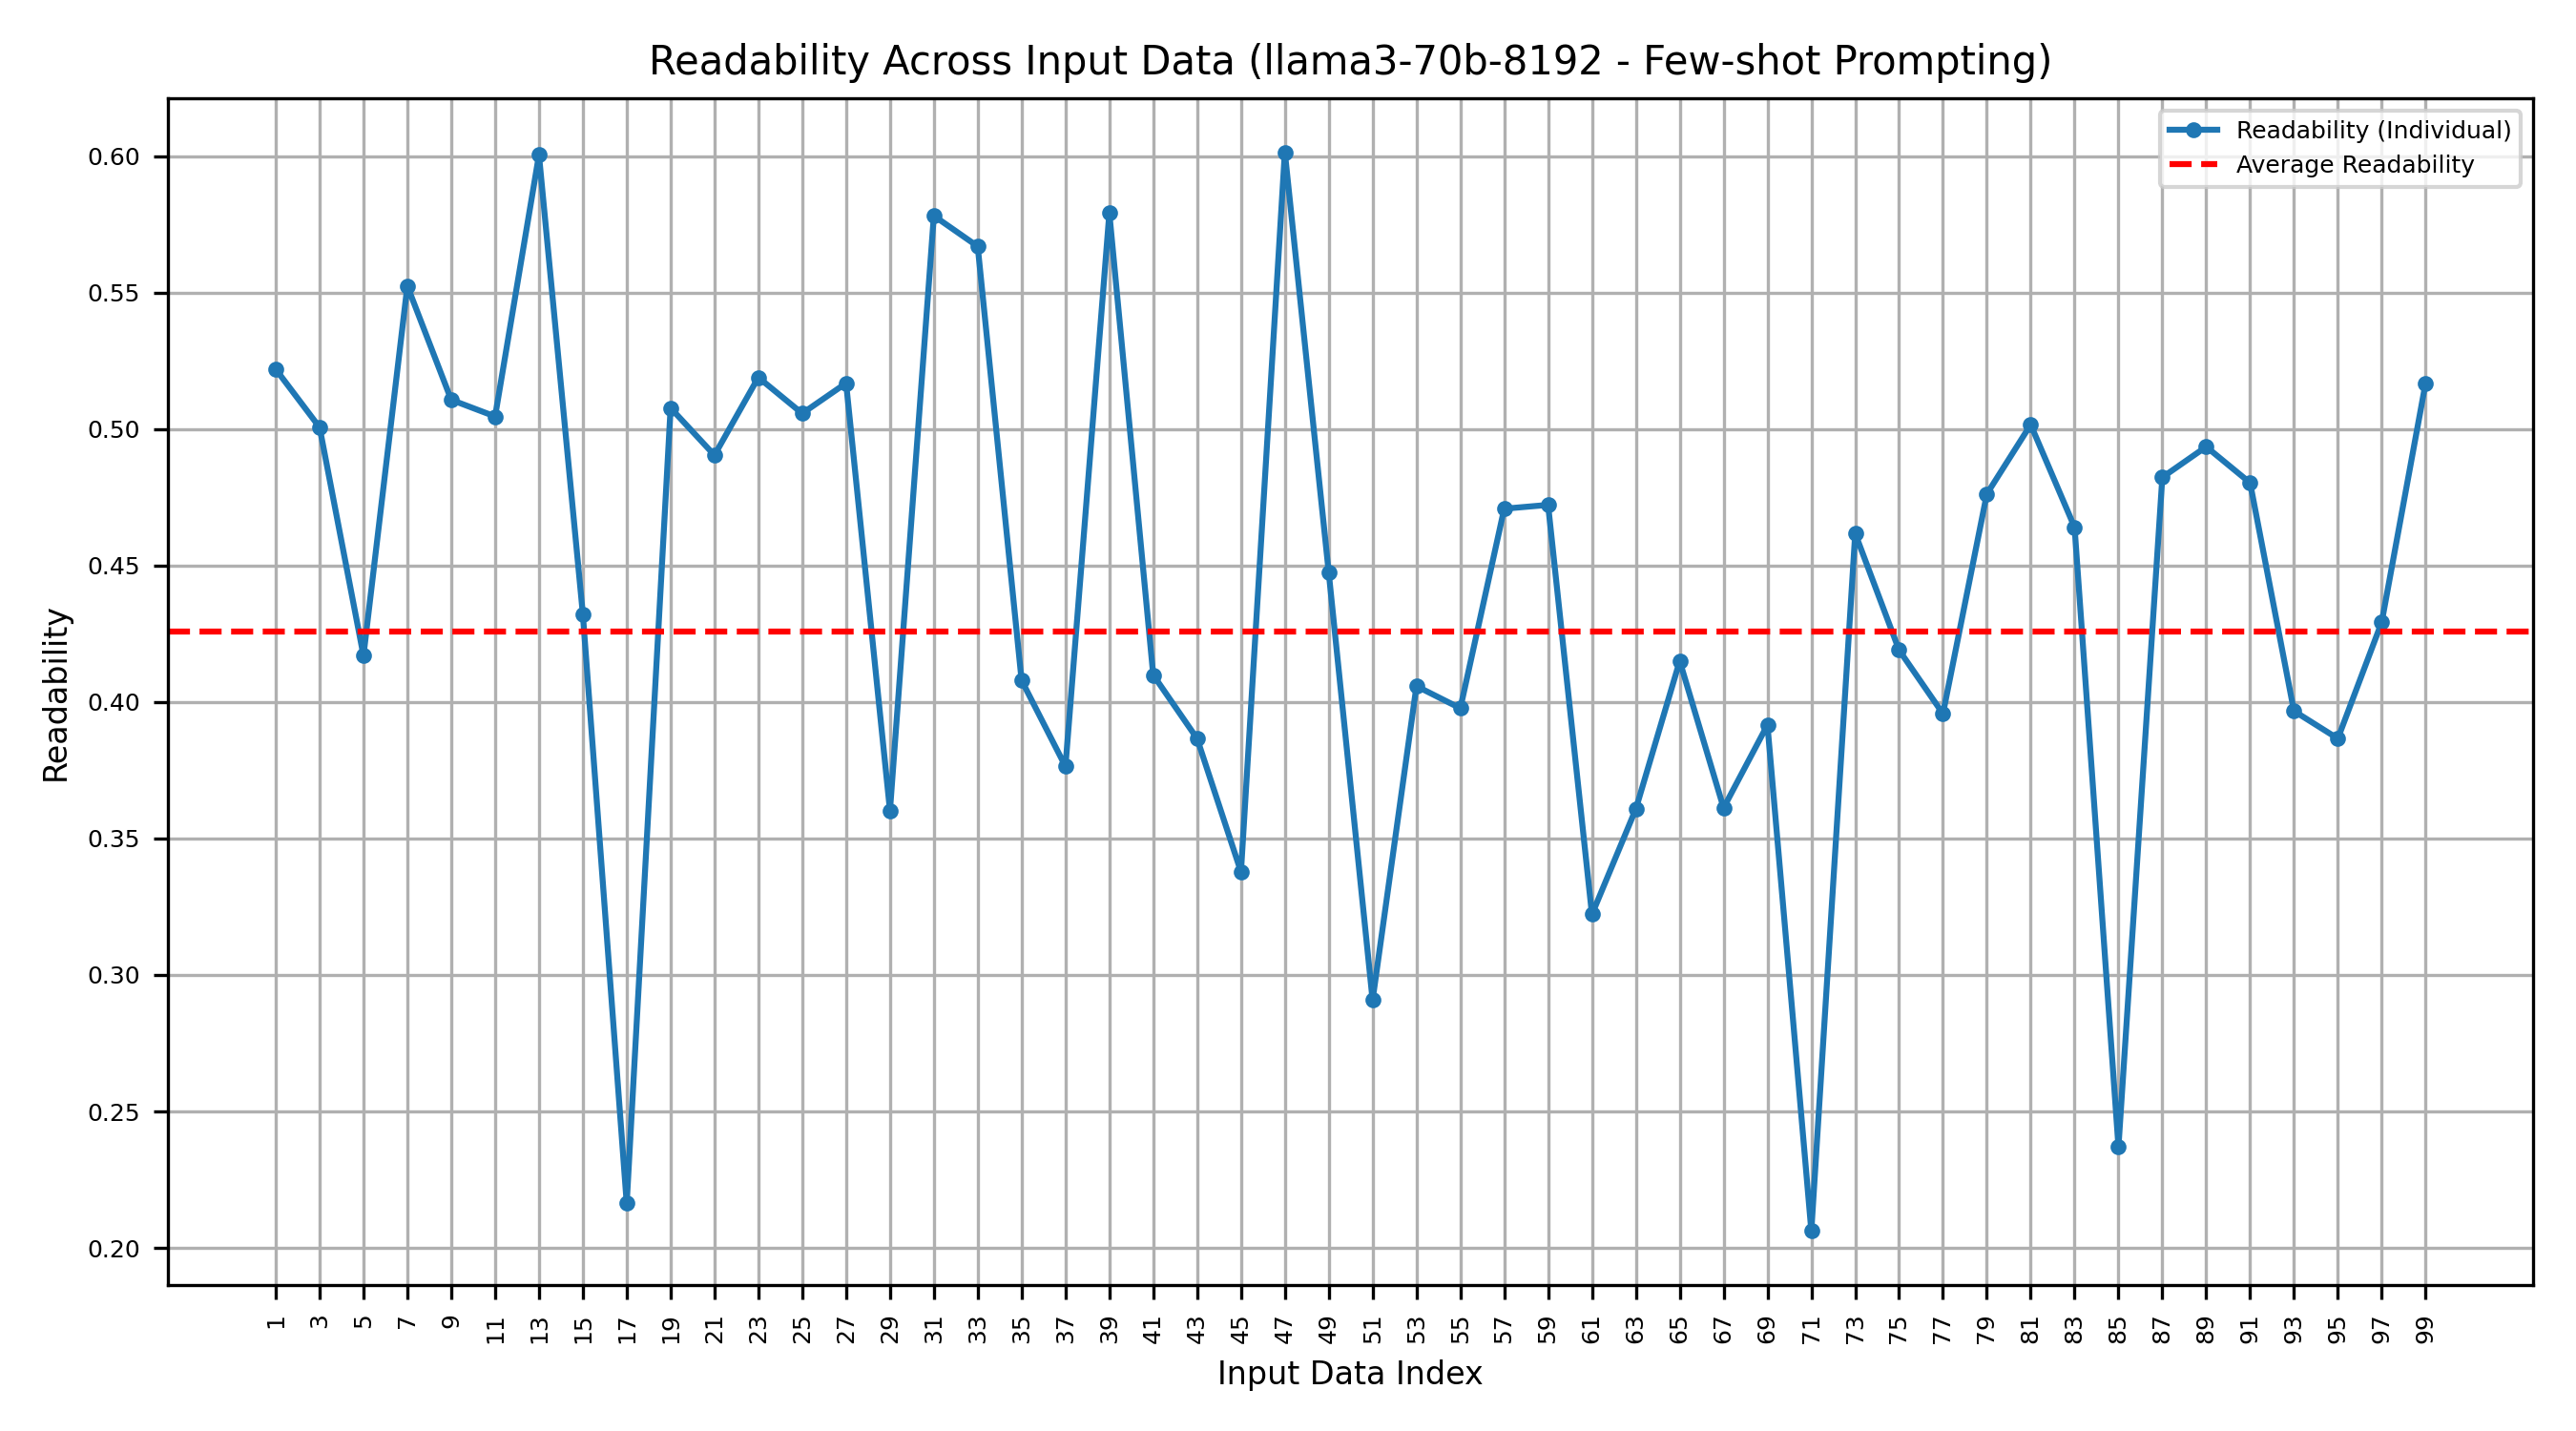 Readability Across Input Data (llama3-70b-8192 - Few-shot Prompting)
Readability (Individual)
Average Readability
Readability
0.60
0.55
0.50
0.45
0.40
0.35
0.30
0.25
0.20
1 3 5 7 9 11 13 15 17 19 21 23 25 27 29 31 33 35 37 39 41 43 45 47 49 51 53 55 57 59 61 63 65 67 69 71 73 75 77 79 81 83 85 87 89 91 93 95 97 99
Input Data Index